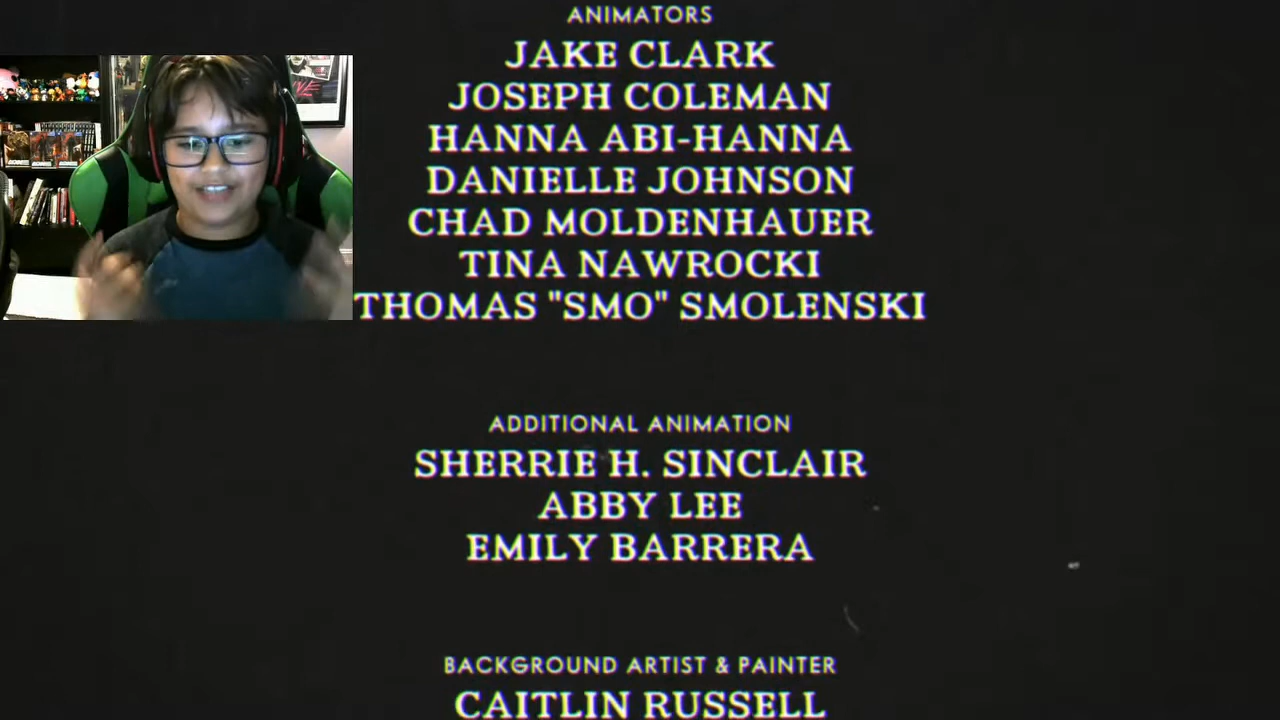 ANIMATORS
JAKE CLARK
JOSEPH COLEMAN
HANNA ABI-HANNA
DANIELLE JOHNSON
CHAD MOLDENHAUER
TINA NAWROCKI
THOMAS "SMO" SMOLENSKI
ADDITIONAL ANIMATION
SHERRIE H. SINCLAIR
ABBY LEE
EMILY BARRERA
BACKGROUND ARTIST & PAINTER
CAITLIN RUSSELL